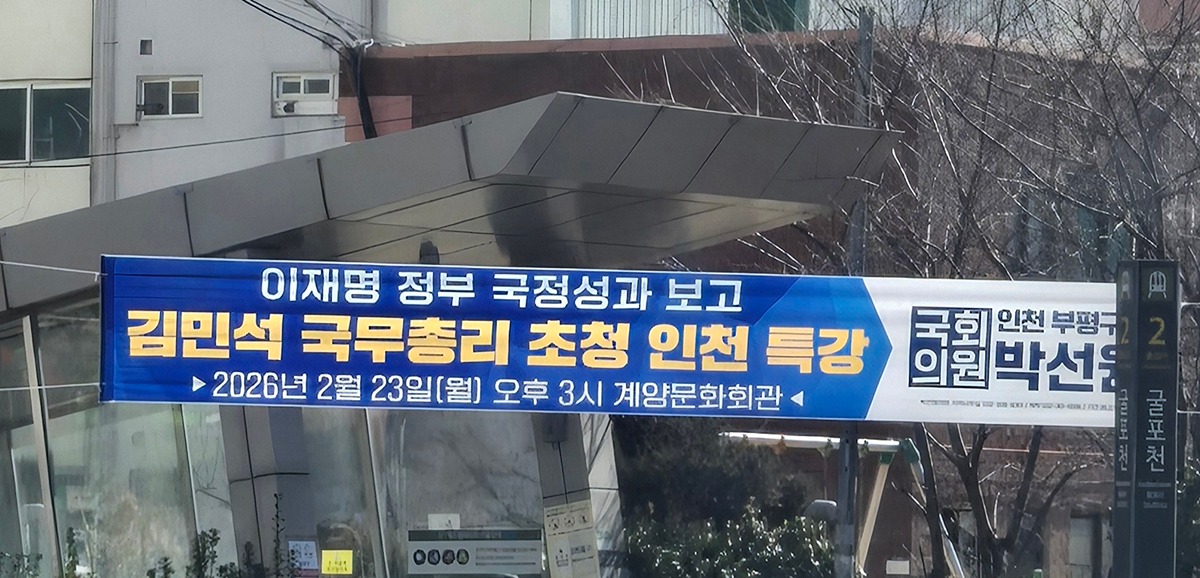 이재명 정부 국정성과 보고
김민석 국무총리 초청 인천 특강
▶2026년 2월 23일(월) 오후 3시 계양문화회관◀
국회
의원
인천 부평구
박선원
2
굴포천
2
굴포천